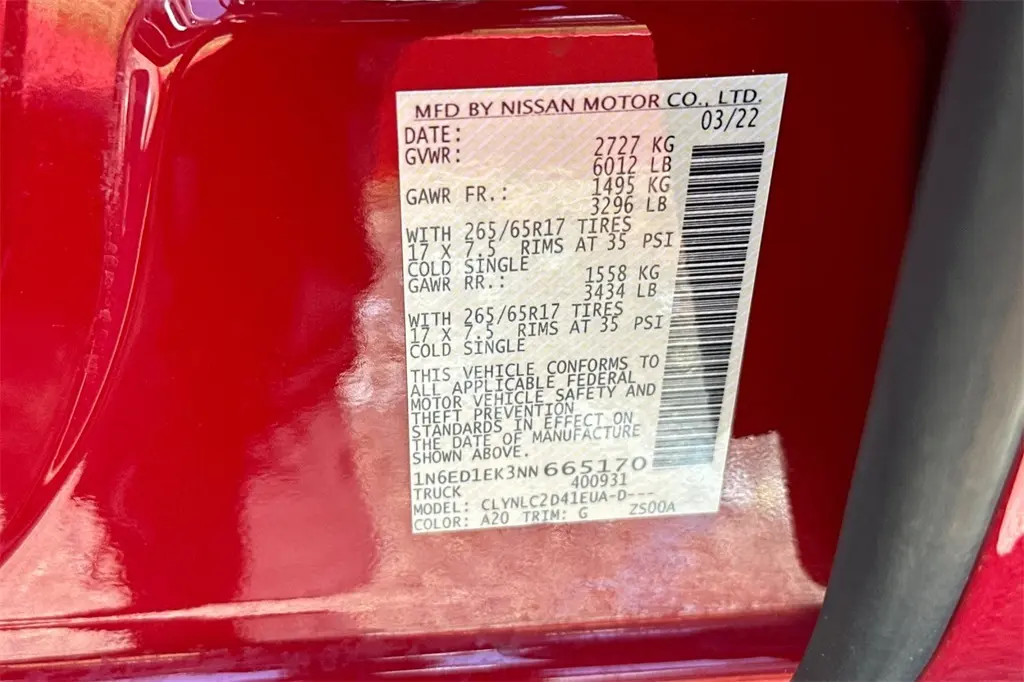 MFD BY NISSAN MOTOR CO., LTD.
DATE: 03/22
GVWR: 2727 KG
6012 LB
GAWR FR.: 1495 KG
3296 LB
WITH 265/65R17 TIRES
17 X 7.5 RIMS AT 35 PSI
COLD SINGLE
GAWR RR.: 1558 KG
3434 LB
WITH 265/65R17 TIRES
17 X 7.5 RIMS AT 35 PSI
COLD SINGLE
THIS VEHICLE CONFORMS TO
ALL APPLICABLE FEDERAL
MOTOR VEHICLE SAFETY AND
THEFT PREVENTION
STANDARDS IN EFFECT ON
THE DATE OF MANUFACTURE
SHOWN ABOVE.
1N6ED1EK3NN665170
TRUCK 400931
MODEL: CLYNLC2D41EUA-D---
COLOR: A20 TRIM: G ZS00A